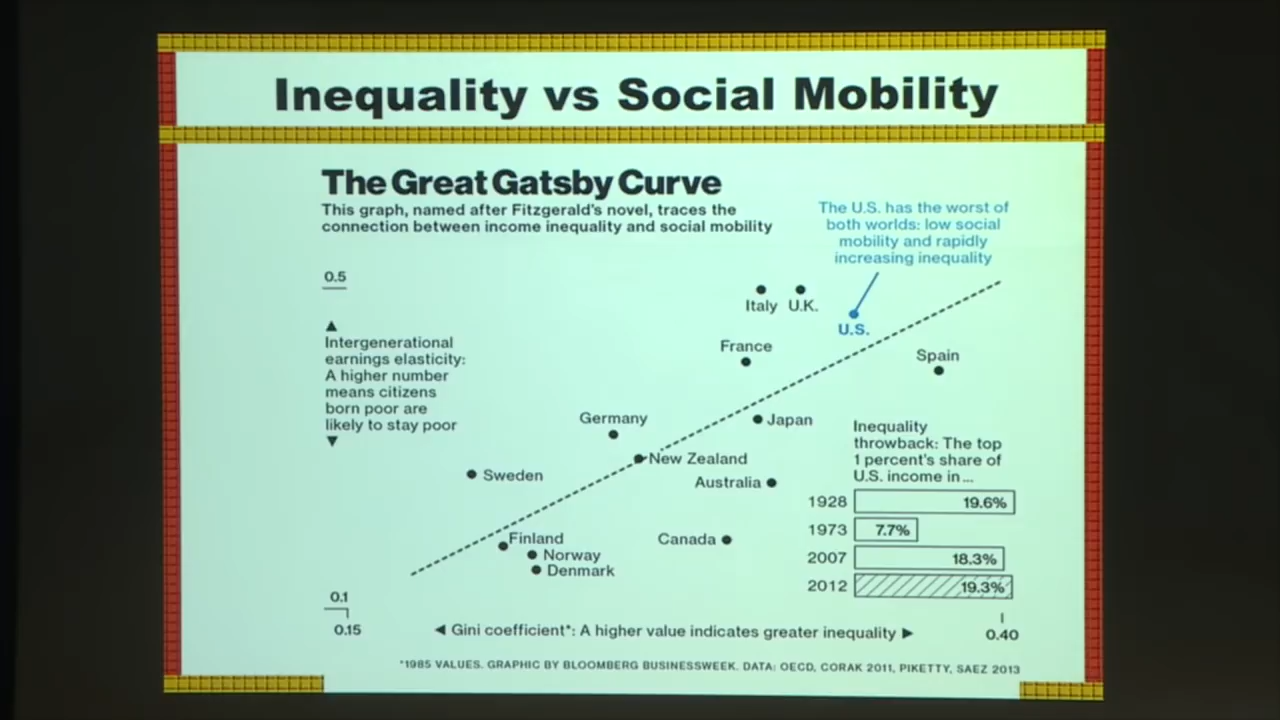 Inequality vs Social Mobility
The Great Gatsby Curve
This graph, named after Fitzgerald's novel, traces the
connection between income inequality and social mobility
The U.S. has the worst of
both worlds: low social
mobility and rapidly
increasing inequality
0.5
Italy U.K.
U.S.
▲
Intergenerational
earnings elasticity:
A higher number
means citizens
born poor are
likely to stay poor
▼
France
Spain
Germany
Japan
New Zealand
Sweden
Australia
Finland
Norway
Denmark
Canada
Inequality
throwback: The top
1 percent's share of
U.S. income in...
1928 19.6%
1973 7.7%
2007 18.3%
2012 19.3%
0.1
0.15
◄ Gini coefficient*: A higher value indicates greater inequality ►
0.40
*1985 VALUES. GRAPHIC BY BLOOMBERG BUSINESSWEEK. DATA: OECD, CORAK 2011, PIKETTY, SAEZ 2013